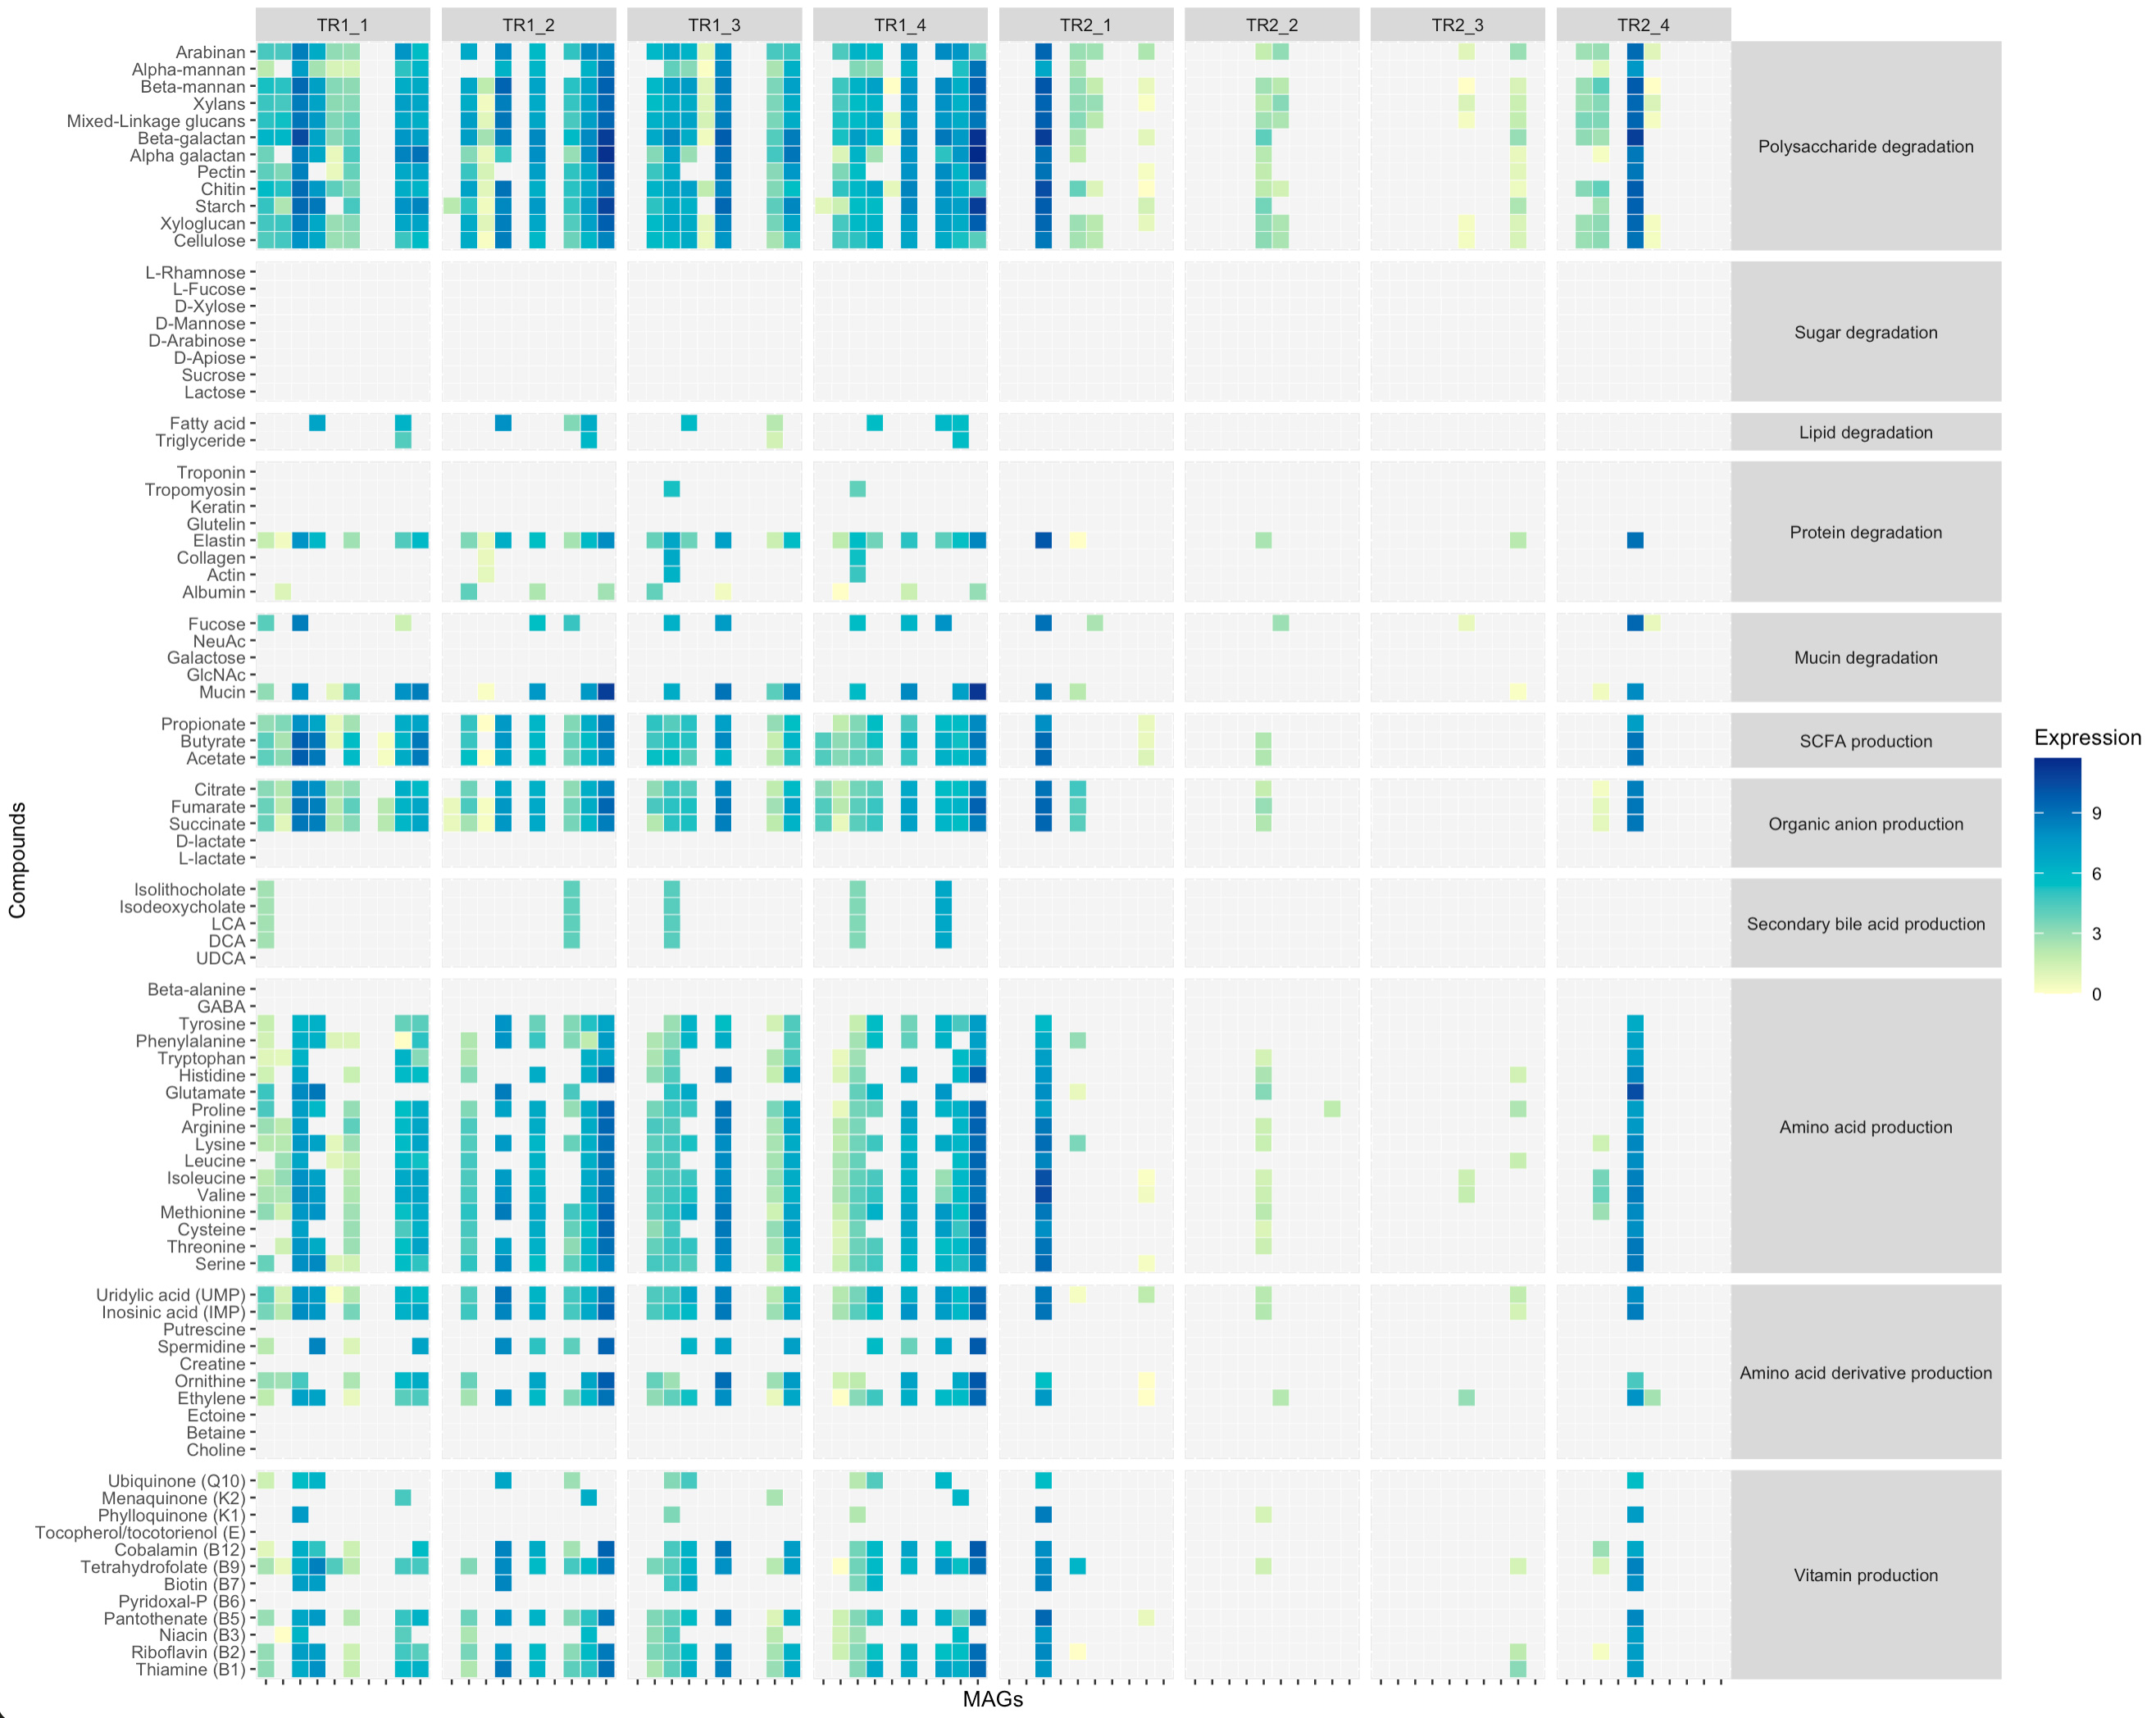 TR1_1 TR1_2 TR1_3 TR1_4 TR2_1 TR2_2 TR2_3 TR2_4
Arabinan
Alpha-mannan
Beta-mannan
Xylans
Mixed-Linkage glucans
Beta-galactan
Alpha galactan
Pectin
Chitin
Starch
Xyloglucan
Cellulose
Polysaccharide degradation
L-Rhamnose
L-Fucose
D-Xylose
D-Mannose
D-Arabinose
D-Apiose
Sucrose
Lactose
Sugar degradation
Fatty acid
Triglyceride
Lipid degradation
Troponin
Tropomyosin
Keratin
Glutelin
Elastin
Collagen
Actin
Albumin
Protein degradation
Fucose
NeuAc
Galactose
GlcNAc
Mucin
Mucin degradation
Propionate
Butyrate
Acetate
SCFA production
Citrate
Fumarate
Succinate
D-lactate
L-lactate
Organic anion production
Isolithocholate
Isodeoxycholate
LCA
DCA
UDCA
Secondary bile acid production
Beta-alanine
GABA
Tyrosine
Phenylalanine
Tryptophan
Histidine
Glutamate
Proline
Arginine
Lysine
Leucine
Isoleucine
Valine
Methionine
Cysteine
Threonine
Serine
Amino acid production
Uridylic acid (UMP)
Inosinic acid (IMP)
Putrescine
Spermidine
Creatine
Ornithine
Ethylene
Ectoine
Betaine
Choline
Amino acid derivative production
Ubiquinone (Q10)
Menaquinone (K2)
Phylloquinone (K1)
Tocopherol/tocotorienol (E)
Cobalamin (B12)
Tetrahydrofolate (B9)
Biotin (B7)
Pyridoxal-P (B6)
Pantothenate (B5)
Niacin (B3)
Riboflavin (B2)
Thiamine (B1)
Vitamin production
Compounds
MAGs
Expression
9
6
3
0